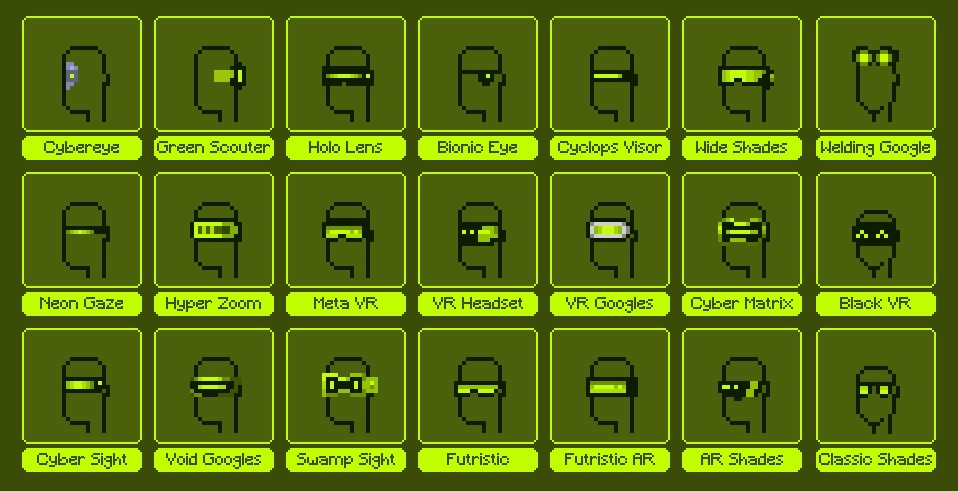 Cybereye
Green Scouter
Holo Lens
Bionic Eye
Cyclops Visor
Wide Shades
Welding Google
Neon Gaze
Hyper Zoom
Meta VR
VR Headset
VR Googles
Cyber Matrix
Black VR
Cyber Sight
Void Googles
Swamp Sight
Futristic
Futristic AR
AR Shades
Classic Shades